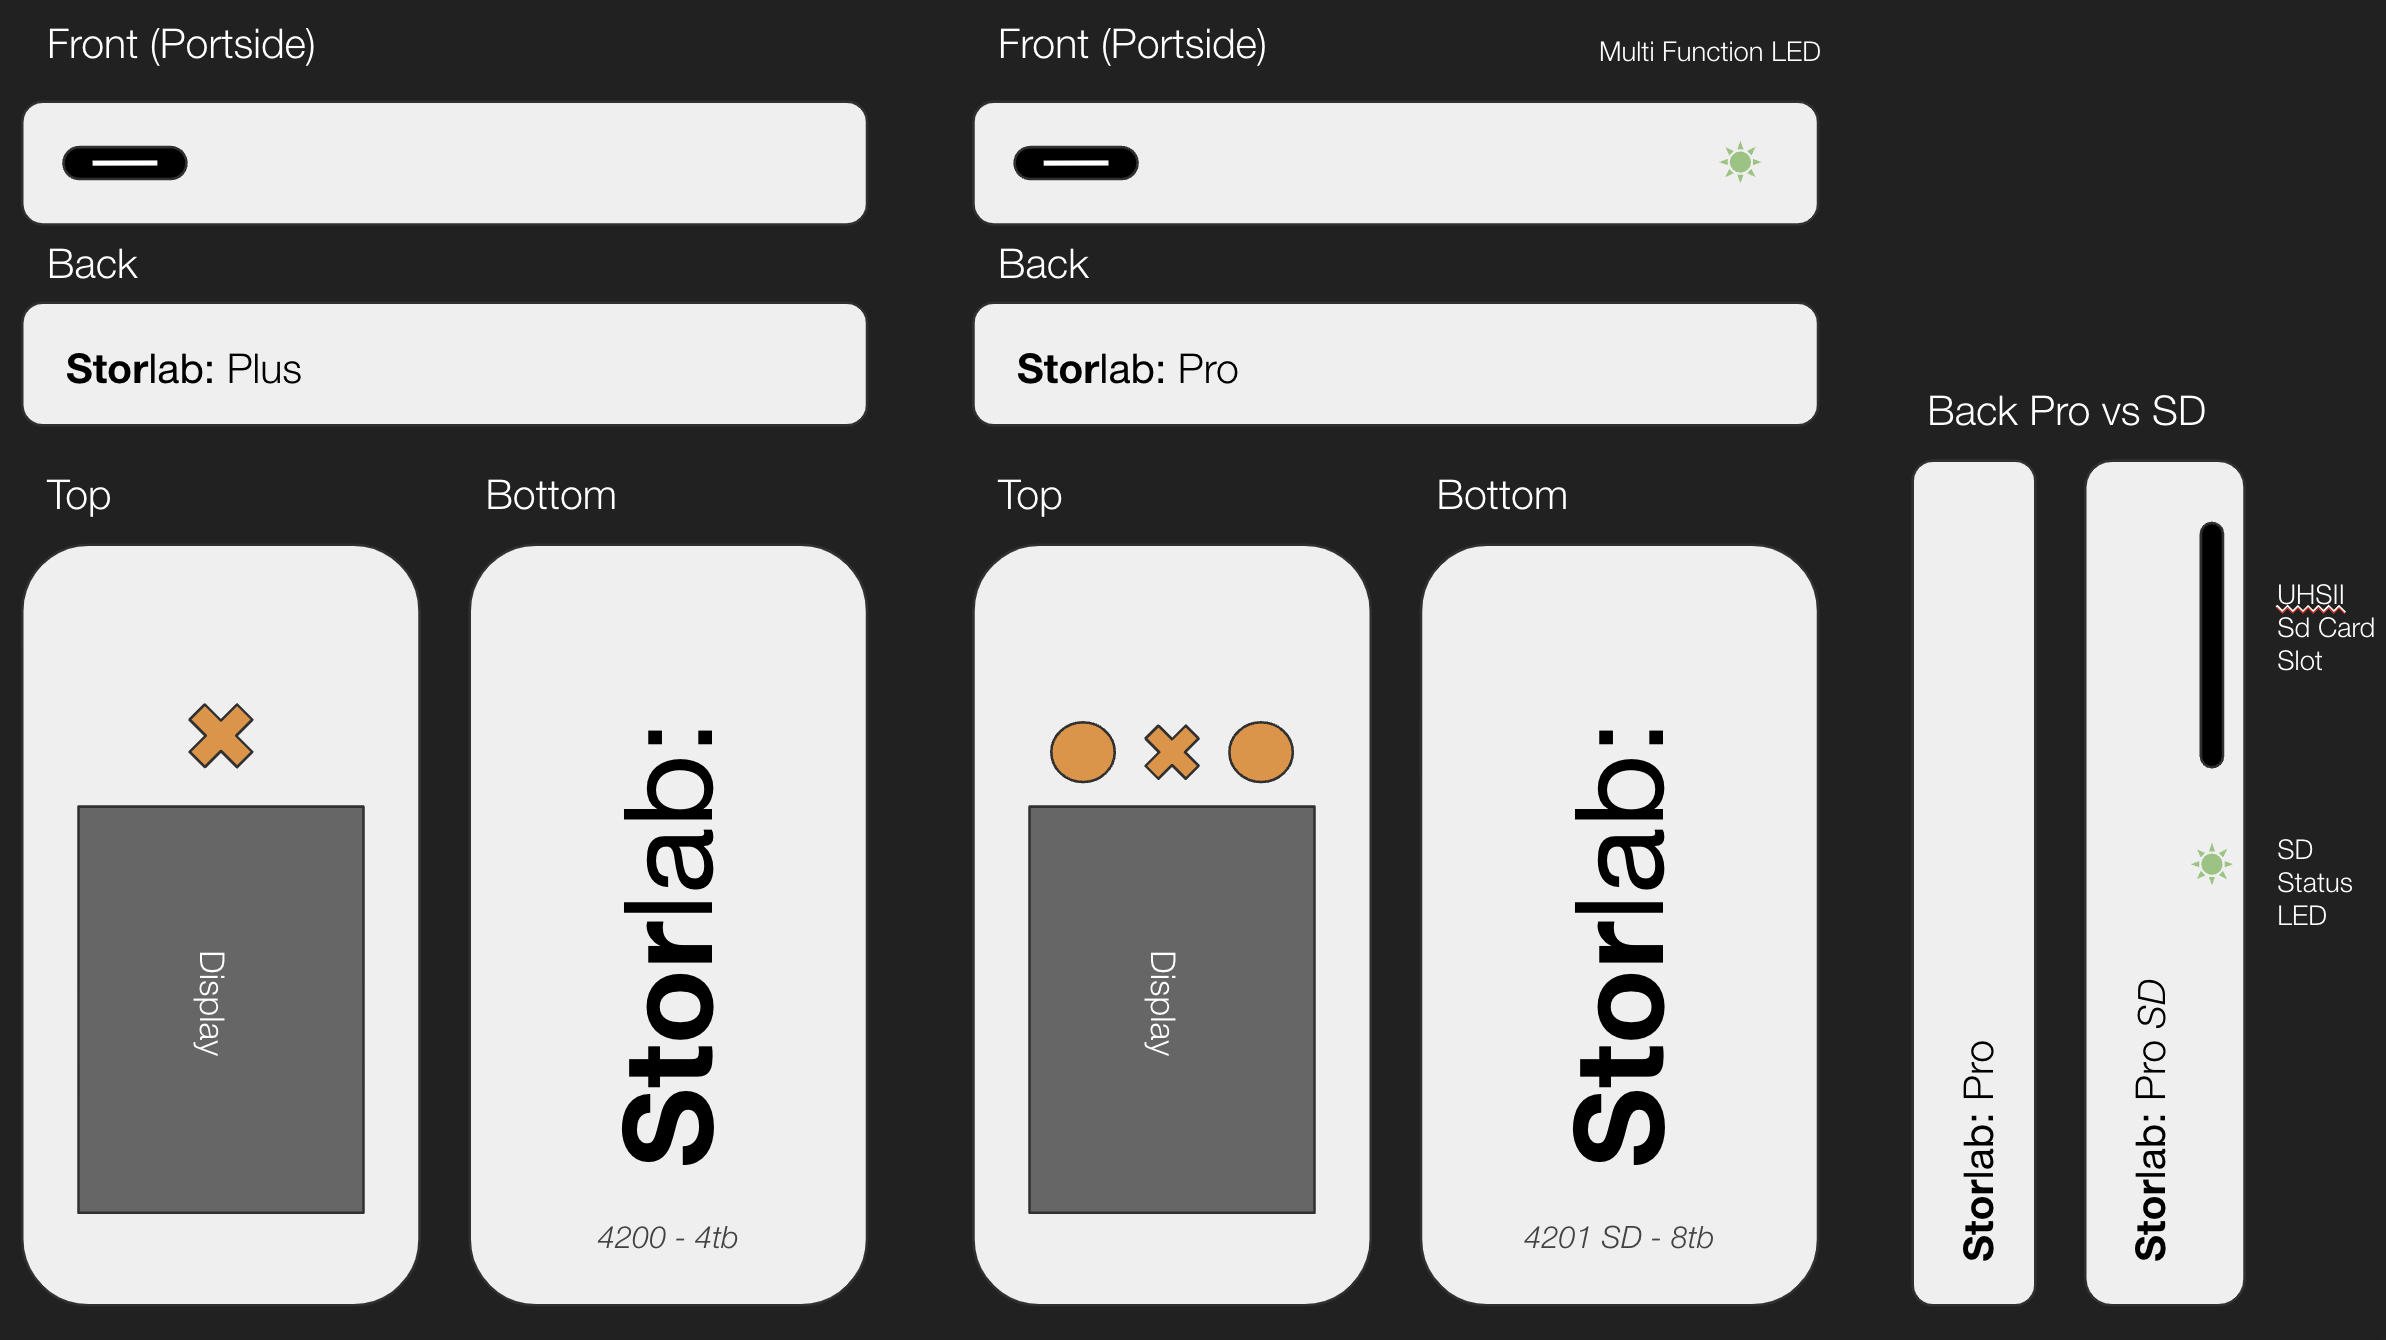 Front (Portside)
Back
Storlab: Plus
Top
Display
Bottom
Storlab:
4200 - 4tb
Front (Portside)
Multi Function LED
Back
Storlab: Pro
Top
Display
Bottom
Storlab:
4201 SD - 8tb
Back Pro vs SD
Storlab: Pro
Storlab: Pro SD
UHSII
Sd Card
Slot
SD
Status
LED